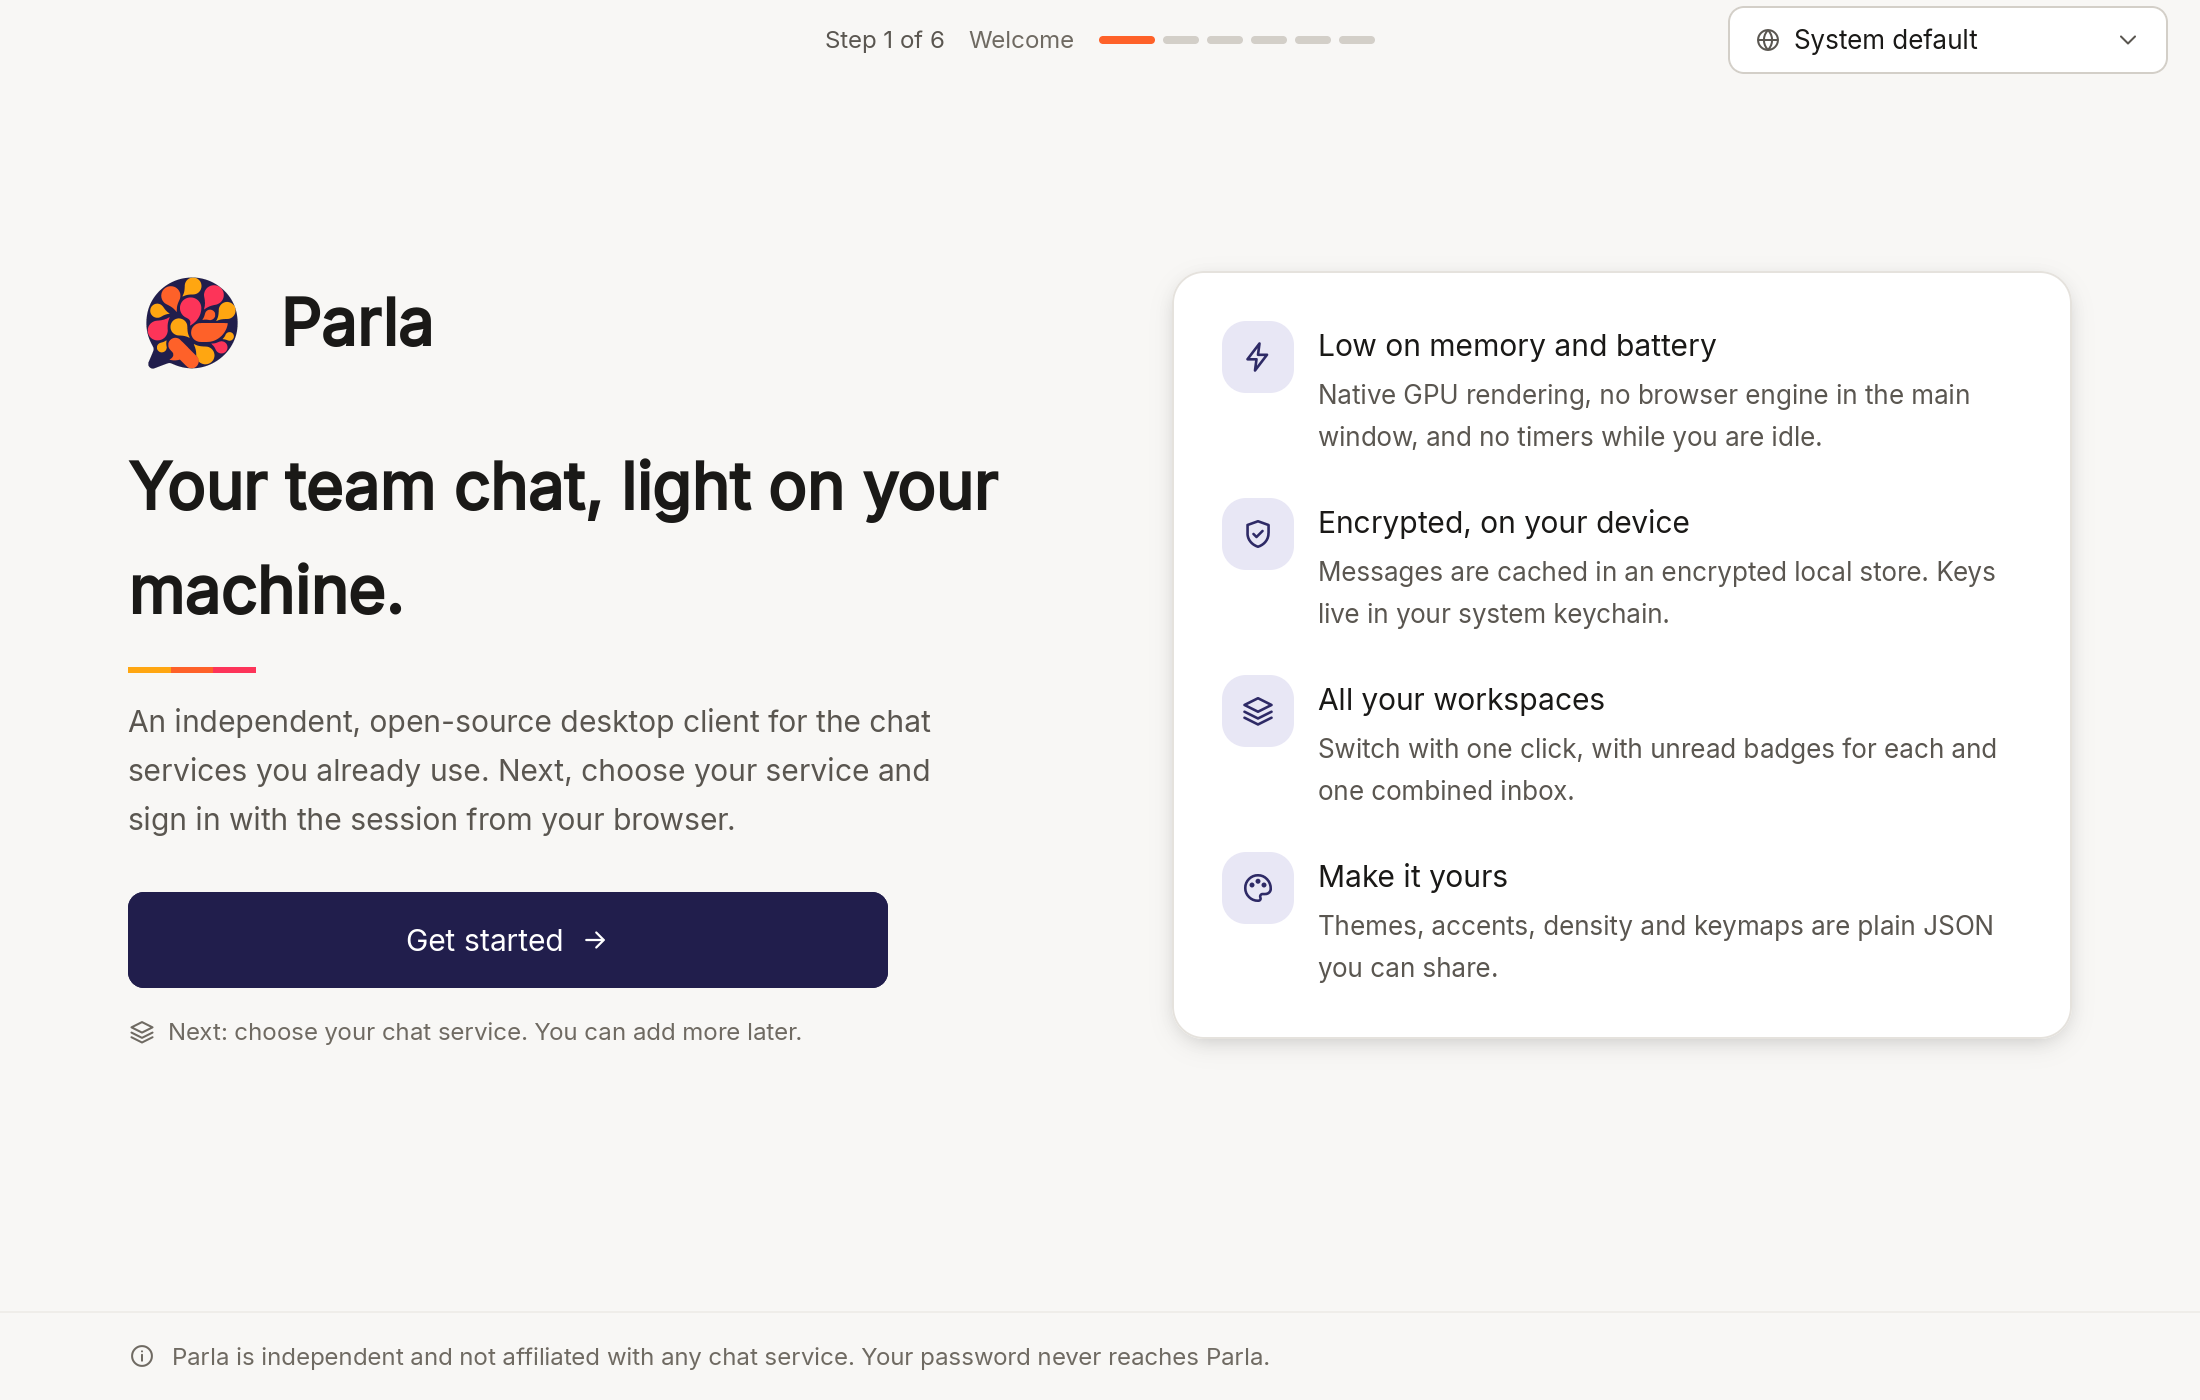 Step 1 of 6 Welcome
System default
Parla
Your team chat, light on your
machine.
An independent, open-source desktop client for the chat
services you already use. Next, choose your service and
sign in with the session from your browser.
Get started →
Next: choose your chat service. You can add more later.
Low on memory and battery
Native GPU rendering, no browser engine in the main
window, and no timers while you are idle.
Encrypted, on your device
Messages are cached in an encrypted local store. Keys
live in your system keychain.
All your workspaces
Switch with one click, with unread badges for each and
one combined inbox.
Make it yours
Themes, accents, density and keymaps are plain JSON
you can share.
Parla is independent and not affiliated with any chat service. Your password never reaches Parla.